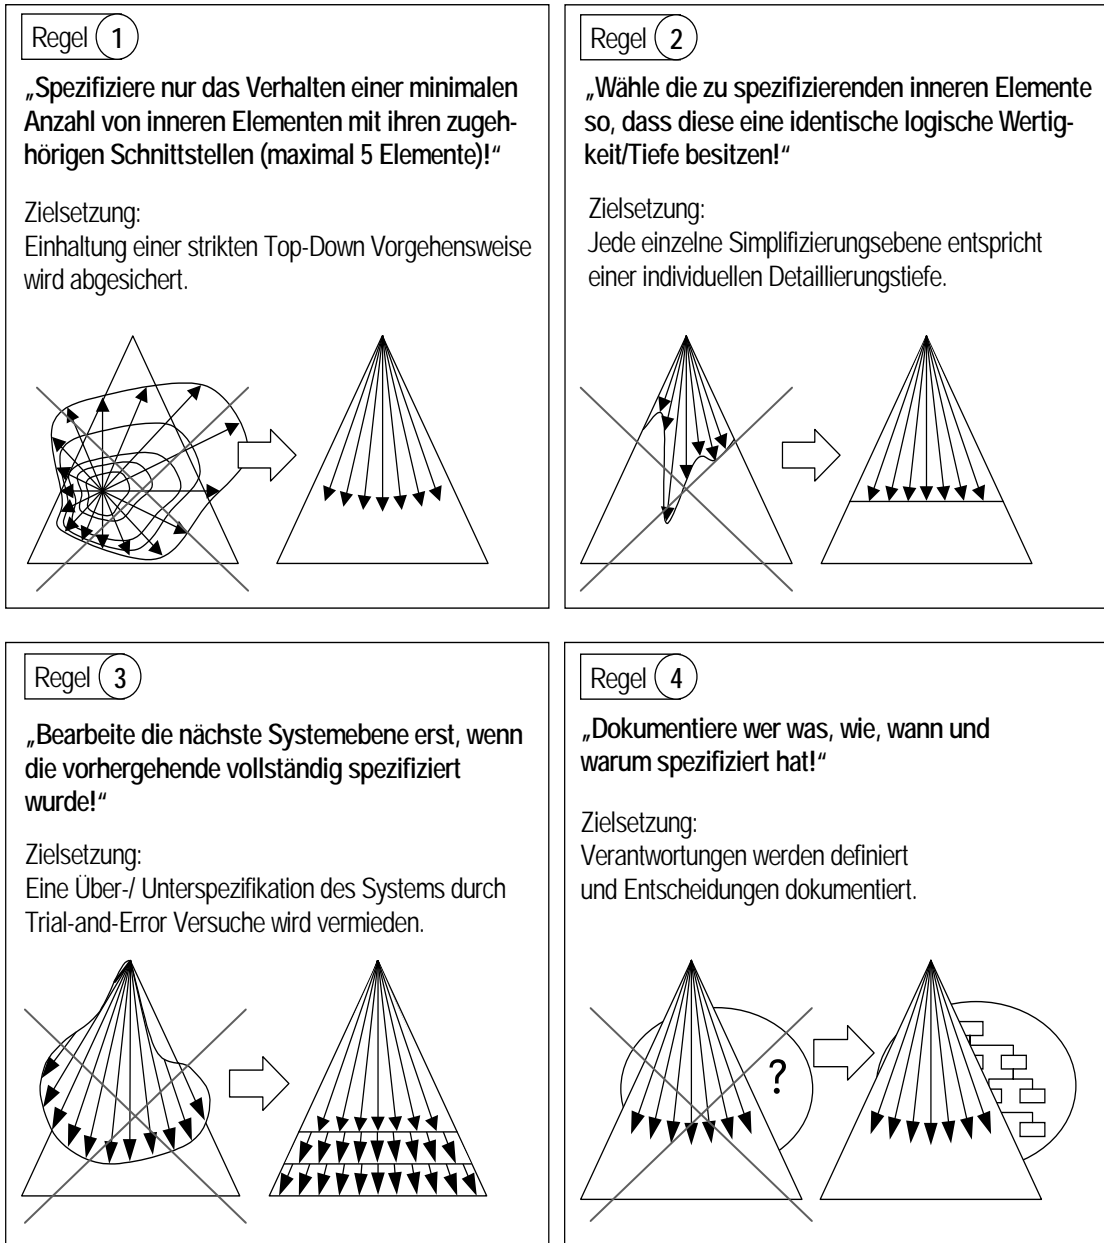 Regel 1
„Spezifiziere nur das Verhalten einer minimalen
Anzahl von inneren Elementen mit ihren zugeh-
hörigen Schnittstellen (maximal 5 Elemente)!“
Zielsetzung:
Einhaltung einer strikten Top-Down Vorgehensweise
wird abgesichert.
Regel 2
„Wähle die zu spezifizierenden inneren Elemente
so, dass diese eine identische logische Wertig-
keit/Tiefe besitzen!“
Zielsetzung:
Jede einzelne Simplifizierungsebene entspricht
einer individuellen Detaillierungstiefe.
Regel 3
„Bearbeite die nächste Systemebene erst, wenn
die vorhergehende vollständig spezifiziert
wurde!“
Zielsetzung:
Eine Über-/ Unterspezifikation des Systems durch
Trial-and-Error Versuche wird vermieden.
Regel 4
„Dokumentiere wer was, wie, wann und
warum spezifiziert hat!“
Zielsetzung:
Verantwortungen werden definiert
und Entscheidungen dokumentiert.
?